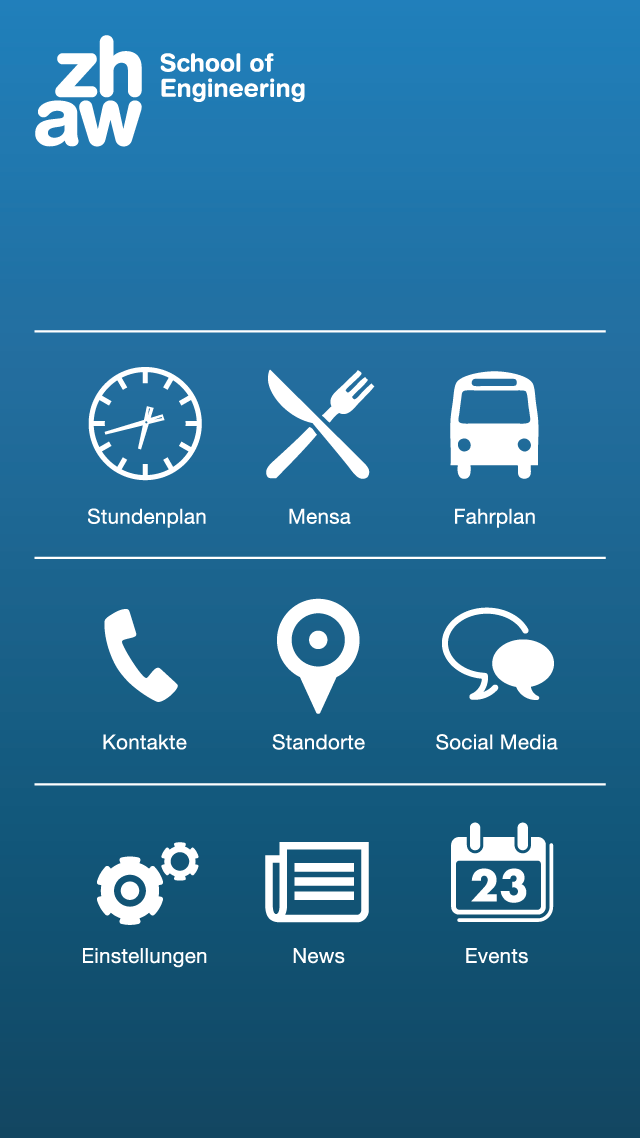 zh
aw
School of
Engineering
Stundenplan
Mensa
Fahrplan
Kontakte
Standorte
Social Media
23
Einstellungen
News
Events